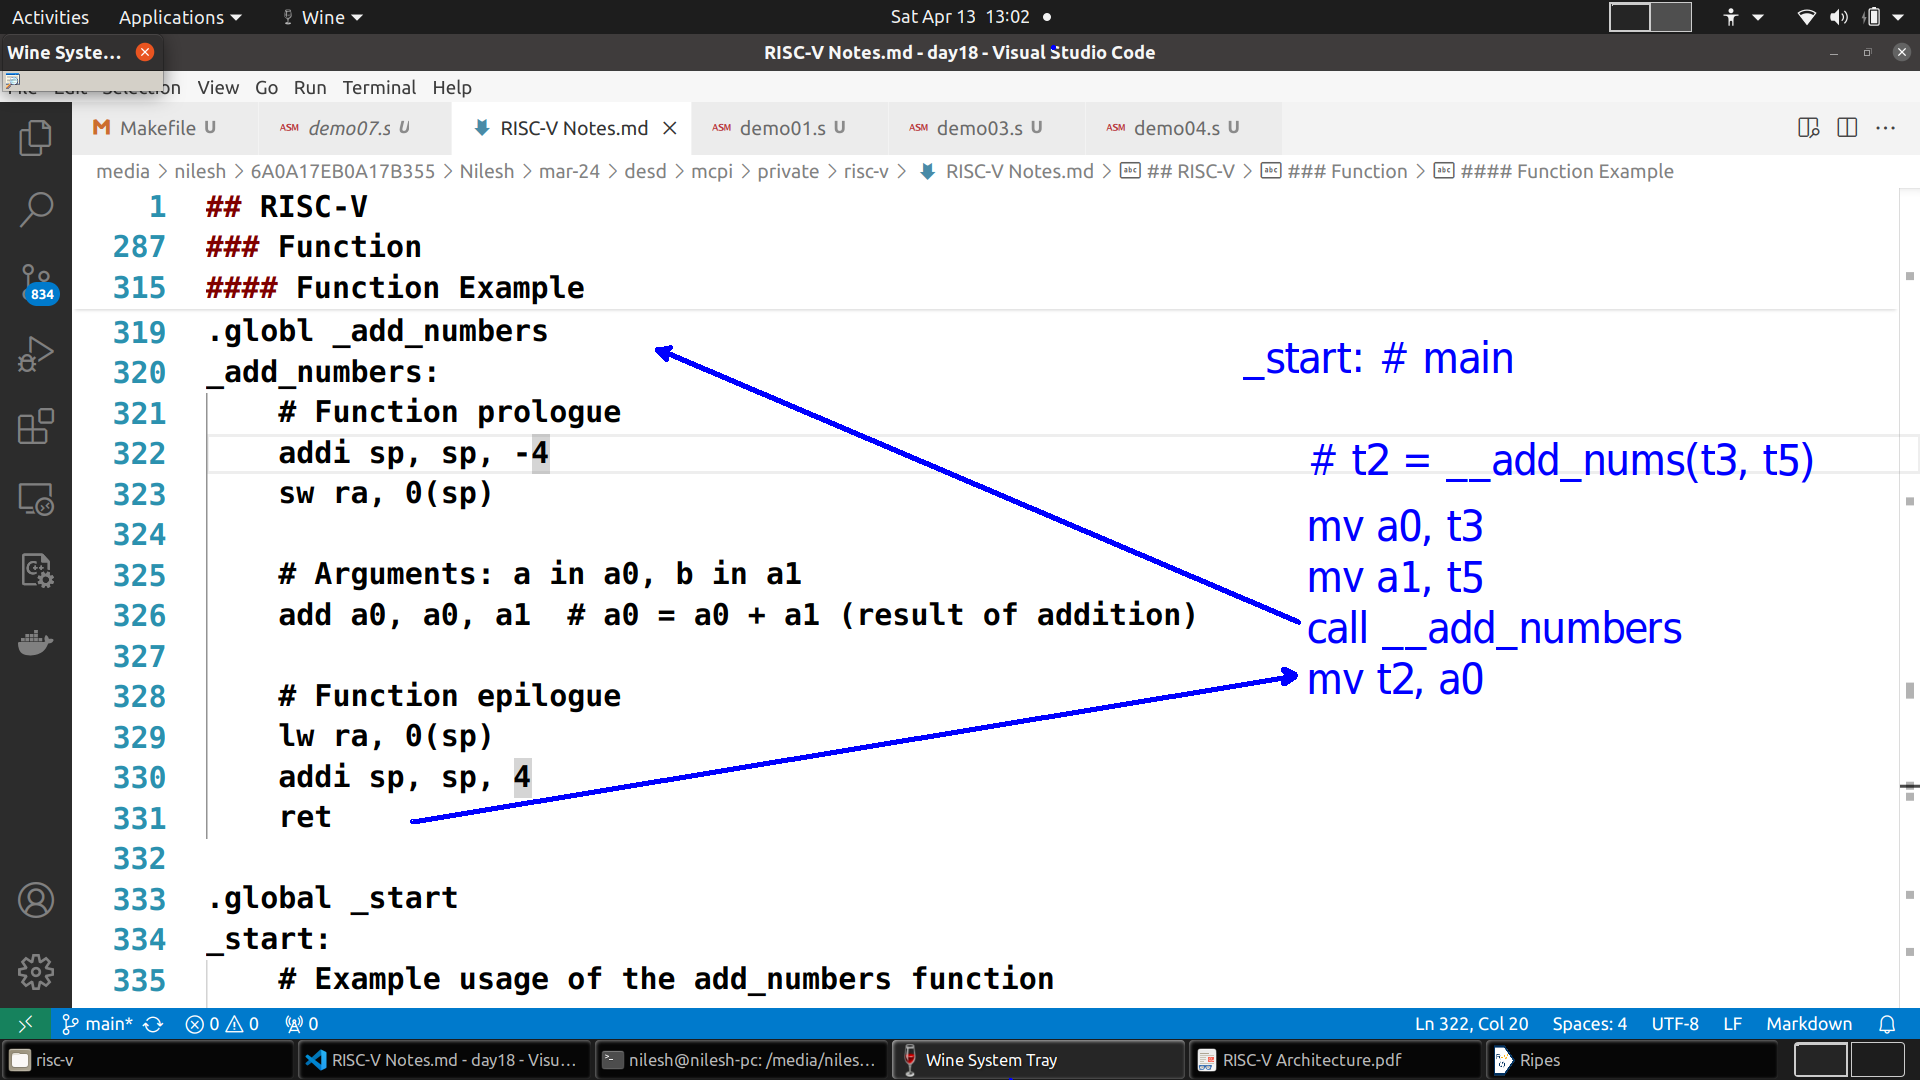 Activities Applications Wine Sat Apr 13 13:02
Wine Syste...
RISC-V Notes.md - day18 - Visual Studio Code
Selection View Go Run Terminal Help
Makefile U demo07.s U RISC-V Notes.md demo01.s U demo03.s U demo04.s U
media > nilesh > 6A0A17EB0A17B355 > Nilesh > mar-24 > desd > mcpi > private > risc-v > RISC-V Notes.md > ## RISC-V > ### Function > #### Function Example
1 ## RISC-V
287 ### Function
315 #### Function Example
319 .globl _add_numbers
320 _add_numbers:
321 # Function prologue
322 addi sp, sp, -4
323 sw ra, 0(sp)
324
325 # Arguments: a in a0, b in a1
326 add a0, a0, a1 # a0 = a0 + a1 (result of addition)
327
328 # Function epilogue
329 lw ra, 0(sp)
330 addi sp, sp, 4
331 ret
332
333 .global _start
334 _start:
335 # Example usage of the add_numbers function
_start: # main
# t2 = __add_nums(t3, t5)
mv a0, t3
mv a1, t5
call __add_numbers
mv t2, a0
834
main* 0 0 0 Ln 322, Col 20 Spaces: 4 UTF-8 LF Markdown
risc-v RISC-V Notes.md - day18 - Visu... nilesh@nilesh-pc: /media/niles... Wine System Tray RISC-V Architecture.pdf Ripes